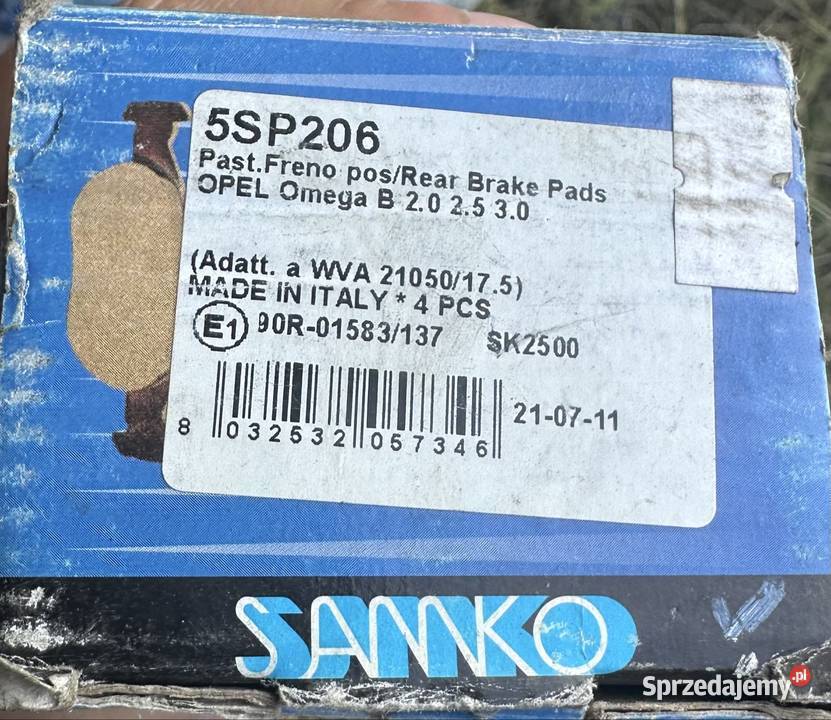 5SP206
Past.Freno pos/Rear Brake Pads
OPEL Omega B 2.0 2.5 3.0
(Adatt. a WVA 21050/17.5)
MADE IN ITALY * 4 PCS
E1 90R-01583/137 SK2500
21-07-11
8 032532 057346
SAMKO
Sprzedajemy.pl